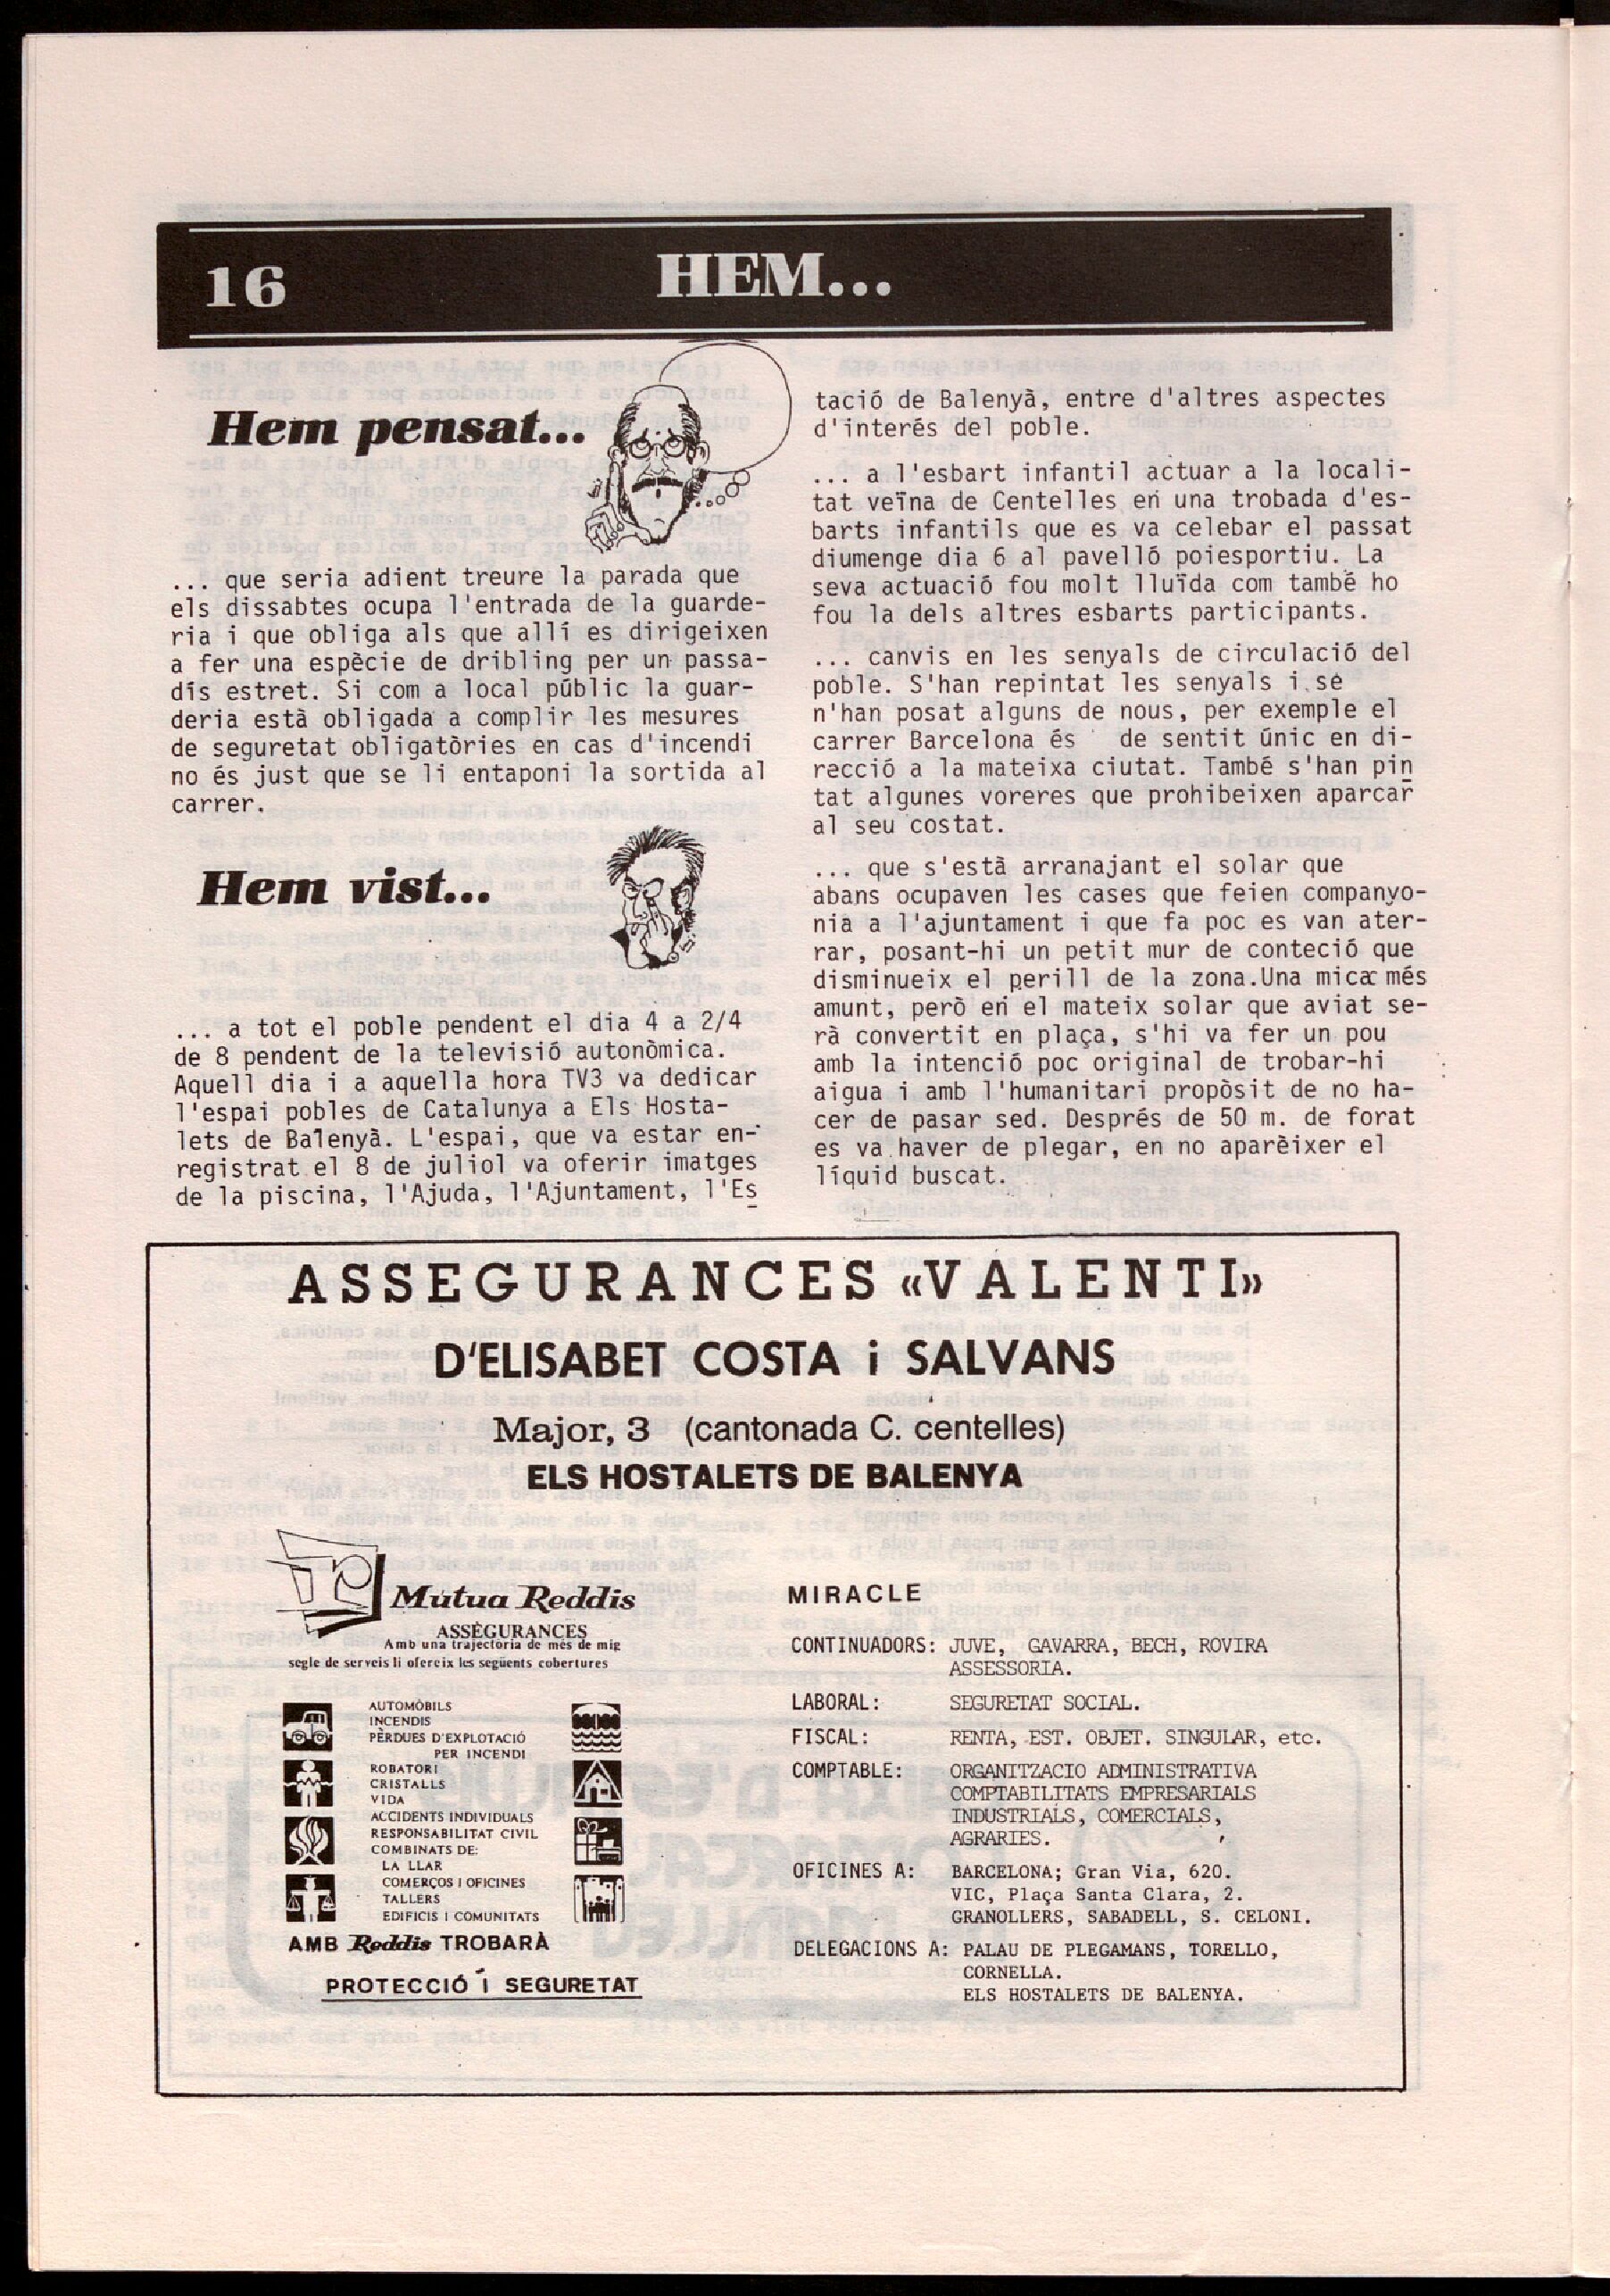 16
HEM...
Hem pensat...
... que seria adient treure la parada que
els dissabtes ocupa l'entrada de la guarde-
ria i que obliga als que allí es dirigeixen
a fer una espècie de dribling per un passa-
dís estret. Si com a local públic la guar-
deria està obligada a complir les mesures
de seguretat obligatòries en cas d'incendi
no és just que se li entaponi la sortida al
carrer.
Hem vist...
... a tot el poble pendent el dia 4 a 2/4
de 8 pendent de la televisió autonòmica.
Aquell dia i a aquella hora TV3 va dedicar
l'espai pobles de Catalunya a Els Hosta-
lets de Balenyà. L'espai, que va estar en-
registrat el 8 de juliol va oferir imatges
de la piscina, l'Ajuda, l'Ajuntament, l'Es
tació de Balenyà, entre d'altres aspectes
d'interés del poble.
... a l'esbart infantil actuar a la locali-
tat veïna de Centelles en una trobada d'es-
barts infantils que es va celebar el passat
diumenge dia 6 al pavelló poiesportiu. La
seva actuació fou molt lluïda com també ho
fou la dels altres esbarts participants.
... canvis en les senyals de circulació del
poble. S'han repintat les senyals i se
n'han posat alguns de nous, per exemple el
carrer Barcelona és de sentit únic en di-
recció a la mateixa ciutat. També s'han pin
tat algunes voreres que prohibeixen aparcar
al seu costat.
... que s'està arranajant el solar que
abans ocupaven les cases que feien companyo-
nia a l'ajuntament i que fa poc es van ater-
rar, posant-hi un petit mur de conteció que
disminueix el perill de la zona.Una mica més
amunt, però en el mateix solar que aviat se-
rà convertit en plaça, s'hi va fer un pou
amb la intenció poc original de trobar-hi
aigua i amb l'humanitari propòsit de no ha-
cer de pasar sed. Després de 50 m. de forat
es va haver de plegar, en no aparèixer el
líquid buscat.
ASSEGURANCES «VALENTI»
D'ELISABET COSTA i SALVANS
Major, 3 (cantonada C. centelles)
ELS HOSTALETS DE BALENYA
Mutua Reddis
ASSEGURANCES
Amb una trajectòria de més de mig
segle de serveis li ofereix les següents cobertures
AUTOMÒBILS
INCENDIS
PÈRDUES D'EXPLOTACIÓ
PER INCENDI
ROBATORI
CRISTALLS
VIDA
ACCIDENTS INDIVIDUALS
RESPONSABILITAT CIVIL
COMBINATS DE:
LA LLAR
COMERÇOS I OFICINES
TALLERS
EDIFICIS I COMUNITATS
AMB Reddis TROBARÀ
PROTECCIÓ I SEGURETAT
MIRACLE
CONTINUADORS: JUVE, GAVARRA, BECH, ROVIRA
ASSESSORIA.
LABORAL: SEGURETAT SOCIAL.
FISCAL: RENTA, EST. OBJET. SINGULAR, etc.
COMPTABLE: ORGANITZACIO ADMINISTRATIVA
COMPTABILITATS EMPRESARIALS
INDUSTRIALS, COMERCIALS,
AGRARIES.
OFICINES A: BARCELONA; Gran Via, 620.
VIC, Plaça Santa Clara, 2.
GRANOLLERS, SABADELL, S. CELONI.
DELEGACIONS A: PALAU DE PLEGAMANS, TORELLO,
CORNELLA.
ELS HOSTALETS DE BALENYA.